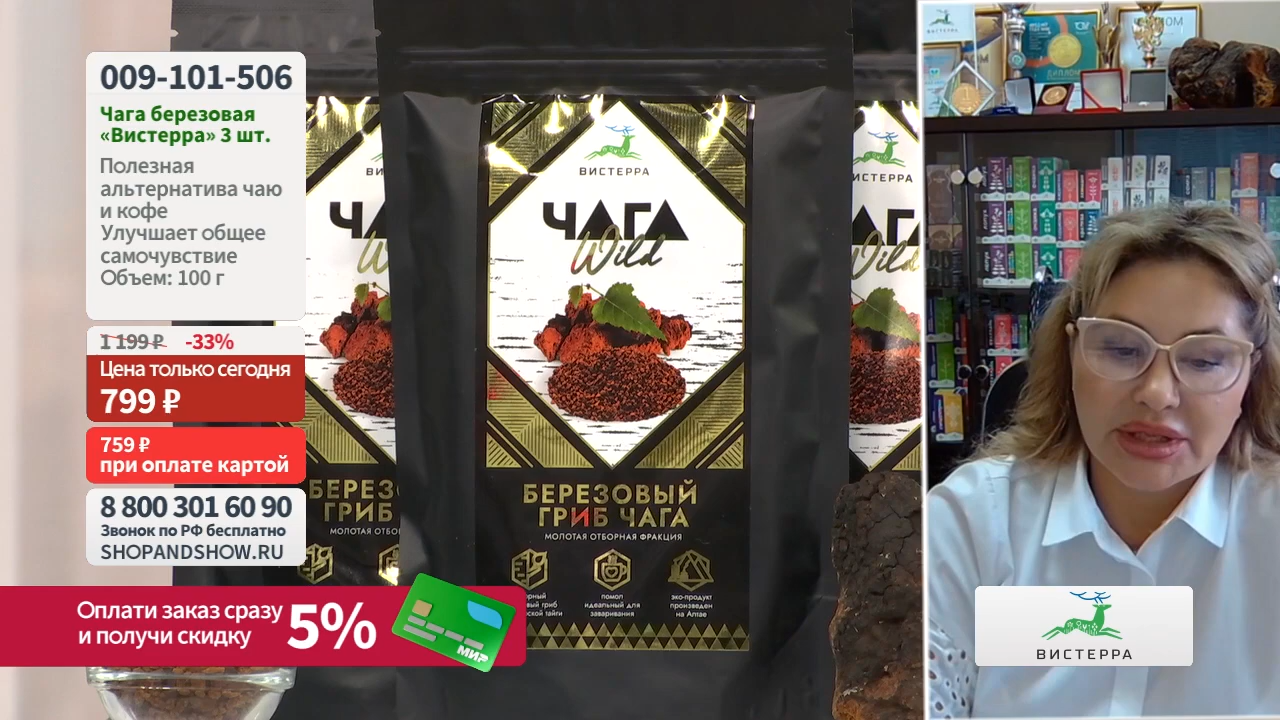 009-101-506
Чага березовая
«Вистерра» 3 шт.
Полезная
альтернатива чаю
и кофе
Улучшает общее
самочувствие
Объем: 100 г
1 199 ₽ -33%
Цена только сегодня
799 ₽
759 ₽
при оплате картой
8 800 301 60 90
Звонок по РФ бесплатно
SHOPANDSHOW.RU
Оплати заказ сразу
и получи скидку
5%
МИР
ВИСТЕРРА
ЧАГА
Wild
БЕРЕЗОВЫЙ
ГРИБ ЧАГА
МОЛОТАЯ ОТБОРНАЯ ФРАКЦИЯ
помол
идеальный для
заваривания
эко-продукт
произведен
на Алтае
ГРИБ
ВИСТЕРРА
ДИПЛОМ
ВИСТЕРРА